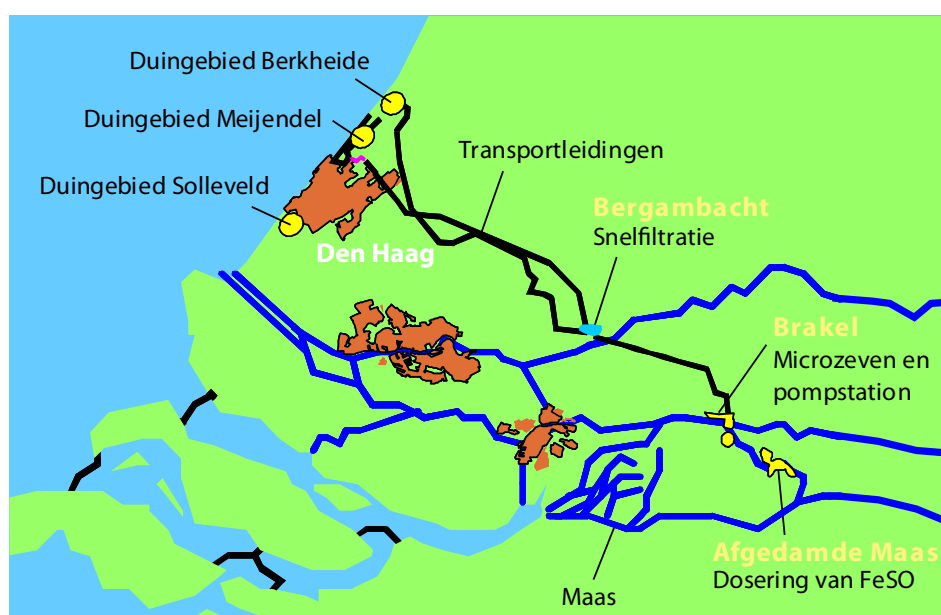 Duingebied Berkheide
Duingebied Meijendel
Transportleidingen
Duingebied Solleveld
Bergambacht
Snelfiltratie
Den Haag
Brakel
Microzeven en
pompstation
Afgedamde Maas
Dosering van FeSO
Maas